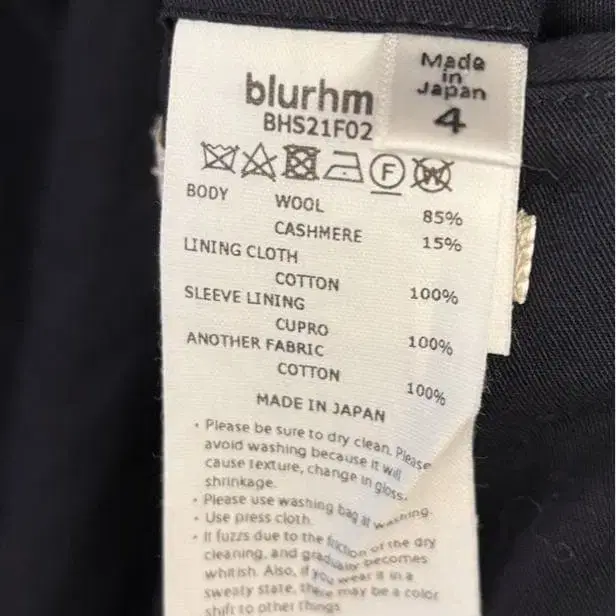 blurhm
BHS21F02
Made
in
Japan
4
F
W
BODY WOOL 85%
CASHMERE 15%
LINING CLOTH
COTTON 100%
SLEEVE LINING
CUPRO 100%
ANOTHER FABRIC
COTTON 100%
MADE IN JAPAN
• Please be sure to dry clean. Please
avoid washing because it will
cause texture, change in gloss,
shrinkage.
• Please use washing bag at washing.
• Use press cloth.
• It fuzzs due to the friction of the dry
cleaning, and gradually becomes
whitish. Also, if you wear it in a
sweaty state, there may be a color
shift to other things